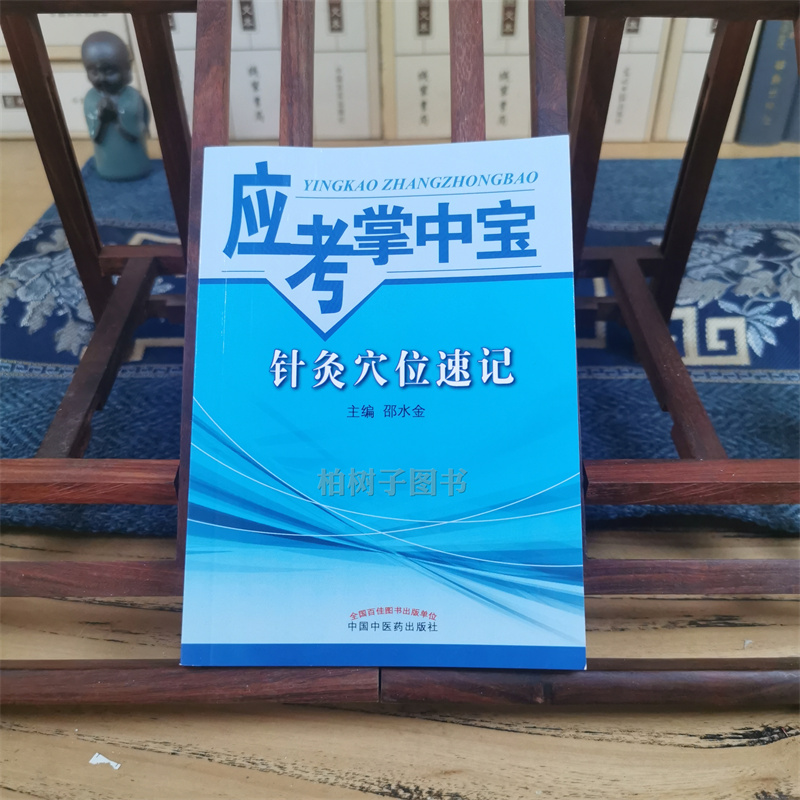 YINGKAO ZHANGZHONGBAO
应考掌中宝
针灸穴位速记
主编 邵水金
柏树子图书
全国百佳图书出版单位
中国中医药出版社